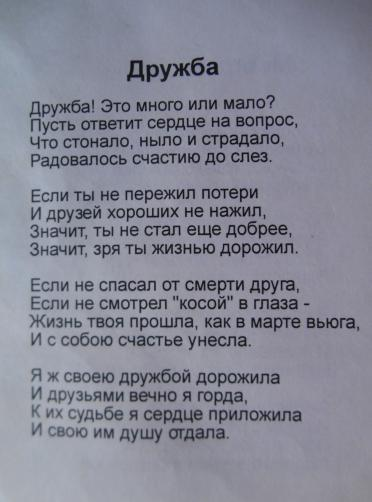 Дружба
Дружба! Это много или мало?
Пусть ответит сердце на вопрос,
Что стонало, ныло и страдало,
Радовалось счастию до слез.
Если ты не пережил потери
И друзей хороших не нажил,
Значит, ты не стал еще добрее,
Значит, зря ты жизнью дорожил.
Если не спасал от смерти друга,
Если не смотрел "косой" в глаза -
Жизнь твоя прошла, как в марте вьюга,
И с собою счастье унесла.
Я ж своею дружбой дорожила
И друзьями вечно я горда,
К их судьбе я сердце приложила
И свою им душу отдала.